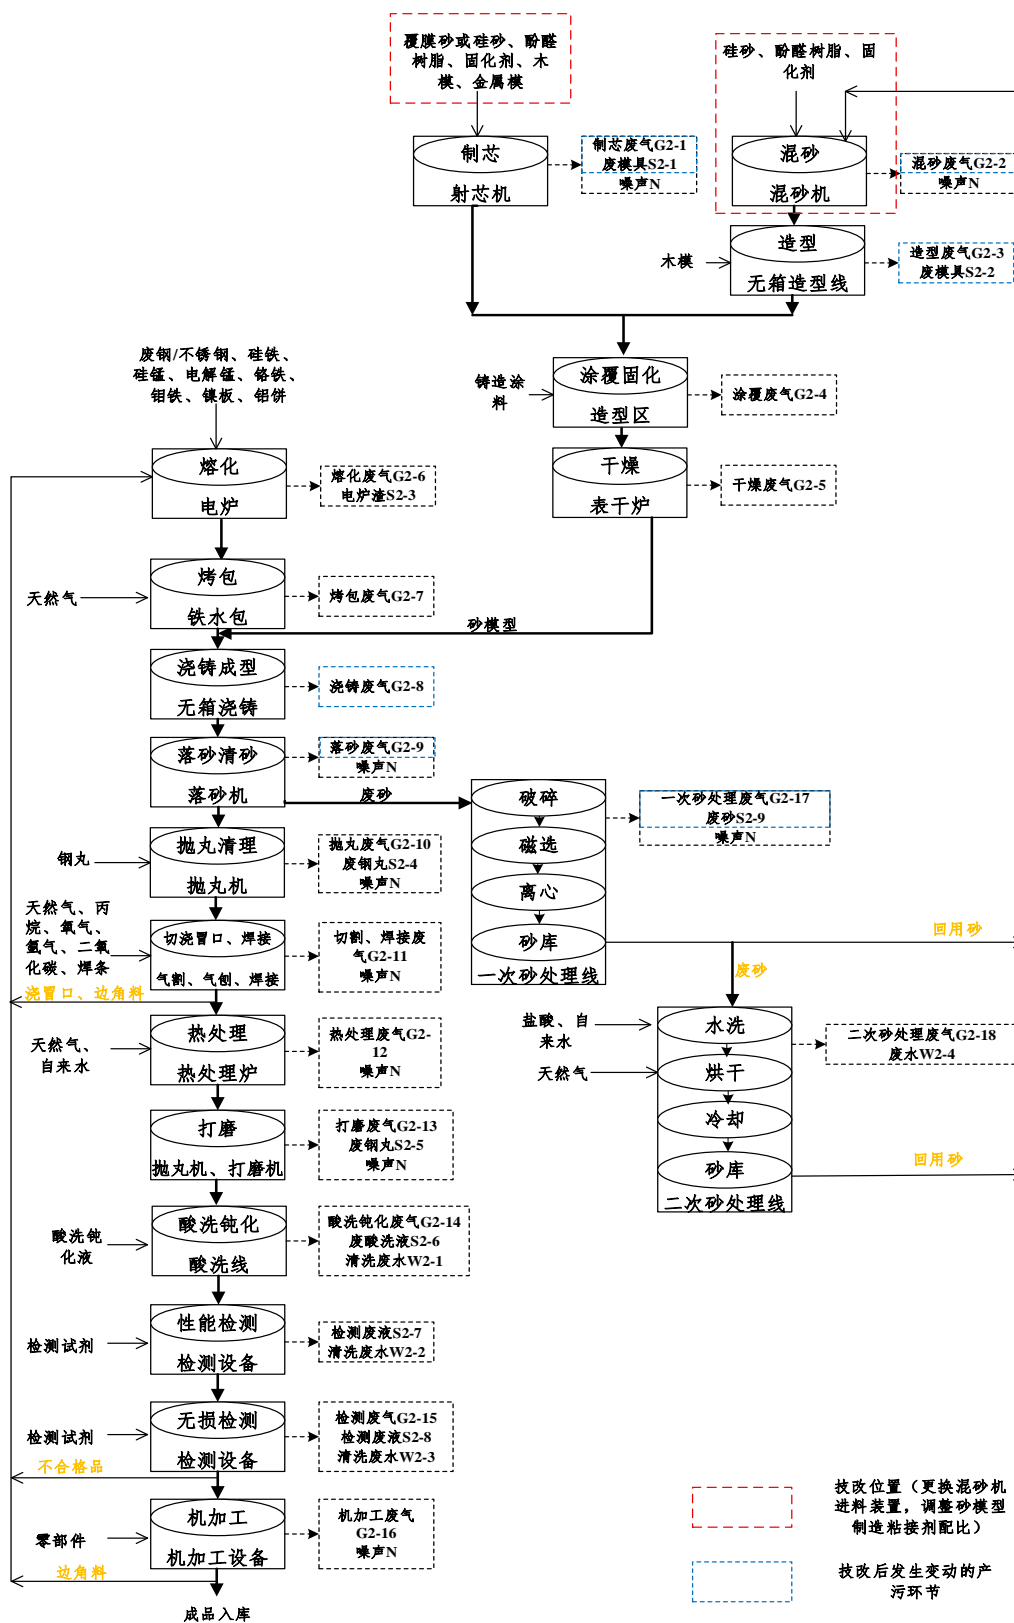 覆膜砂或硅砂、酚醛
树脂、固化剂、木
模、金属模
硅砂、酚醛树脂、固
化剂
制芯
射芯机
制芯废气G2-1
废模具S2-1
噪声N
混砂
混砂机
混砂废气G2-2
噪声N
木模
造型
无箱造型线
造型废气G2-3
废模具S2-2
铸造涂
料
涂覆固化
造型区
涂覆废气G2-4
干燥
表干炉
干燥废气G2-5
废钢/不锈钢、硅铁、
硅锰、电解锰、铬铁、
钼铁、镍板、铝饼
熔化
电炉
熔化废气G2-6
电炉渣S2-3
天然气
烤包
铁水包
烤包废气G2-7
砂模型
浇铸成型
无箱浇铸
浇铸废气G2-8
落砂清砂
落砂机
落砂废气G2-9
噪声N
废砂
破碎
磁选
离心
砂库
一次砂处理线
一次砂处理废气G2-17
废砂S2-9
噪声N
回用砂
钢丸
抛丸清理
抛丸机
抛丸废气G2-10
废钢丸S2-4
噪声N
天然气、丙
烷、氧气、
氩气、二氧
化碳、焊条
切浇冒口、焊接
气割、气刨、焊接
切割、焊接废
气G2-11
噪声N
浇冒口、边角料
废砂
盐酸、自
来水
天然气
水洗
烘干
冷却
砂库
二次砂处理线
二次砂处理废气G2-18
废水W2-4
回用砂
天然气、
自来水
热处理
热处理炉
热处理废气G2-
12
噪声N
打磨
抛丸机、打磨机
打磨废气G2-13
废钢丸S2-5
噪声N
酸洗钝
化液
酸洗钝化
酸洗线
酸洗钝化废气G2-14
废酸洗液S2-6
清洗废水W2-1
检测试剂
性能检测
检测设备
检测废液S2-7
清洗废水W2-2
检测试剂
无损检测
检测设备
检测废气G2-15
检测废液S2-8
清洗废水W2-3
不合格品
零部件
机加工
机加工设备
机加工废气
G2-16
噪声N
边角料
成品入库
技改位置（更换混砂机
进料装置，调整砂模型
制造粘接剂配比）
技改后发生变动的产
污环节